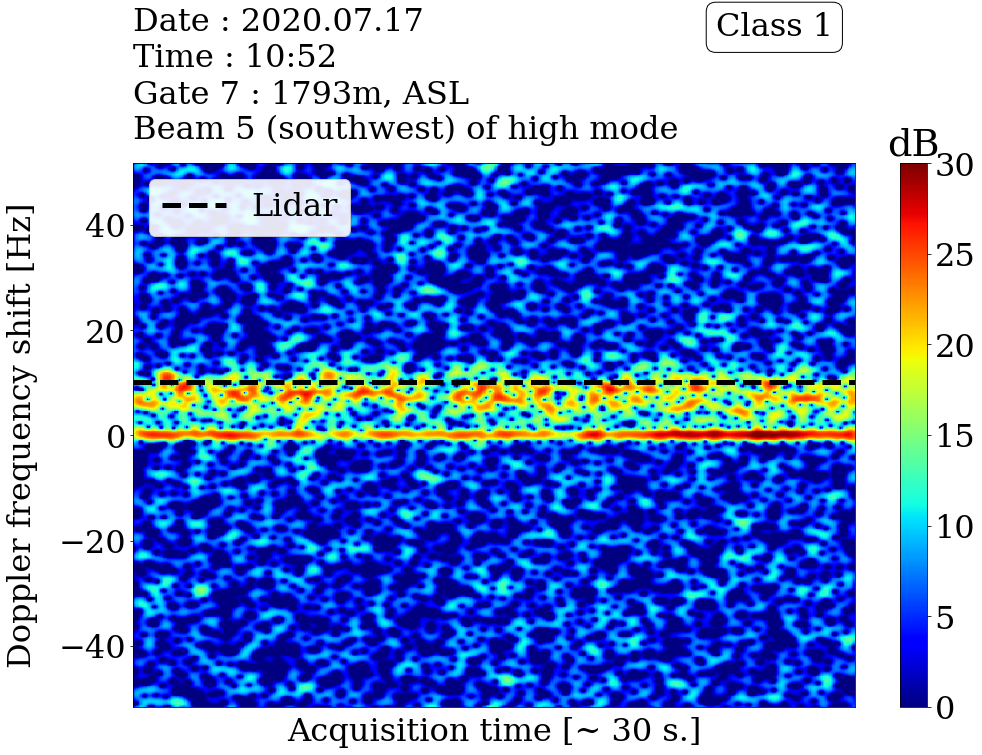 Date : 2020.07.17
Class 1
Time : 10:52
Gate 7 : 1793m, ASL
Beam 5 (southwest) of high mode
dB
Lidar
Doppler frequency shift [Hz]
40
20
0
−20
−40
30
25
20
15
10
5
0
Acquisition time [~ 30 s.]